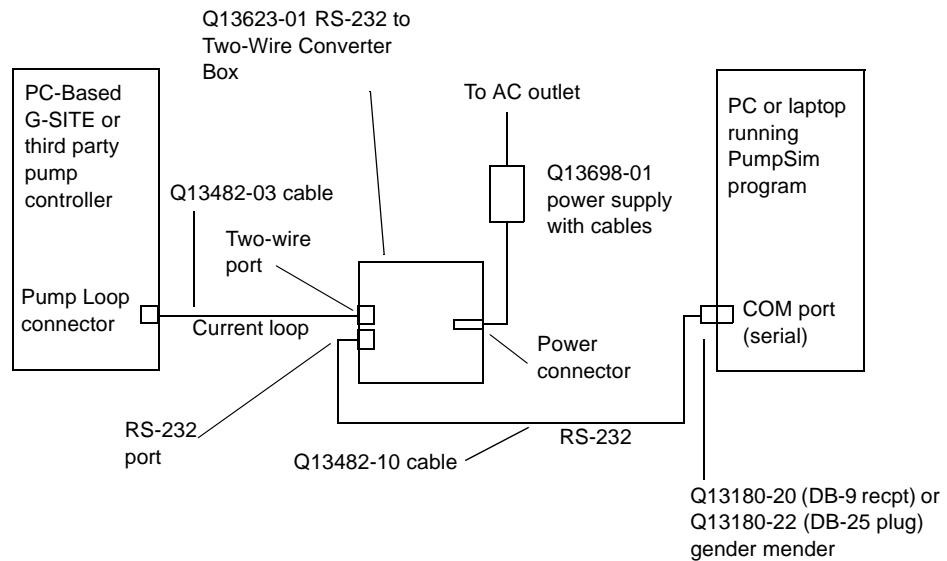 Q13623-01 RS-232 to
Two-Wire Converter
Box
PC-Based
G-SITE or
third party
pump
controller
To AC outlet
PC or laptop
running
PumpSim
program
Q13482-03 cable
Q13698-01
power supply
with cables
Two-wire
port
Pump Loop
connector
Current loop
COM port
(serial)
Power
connector
RS-232
port
RS-232
Q13482-10 cable
Q13180-20 (DB-9 recpt) or
Q13180-22 (DB-25 plug)
gender mender